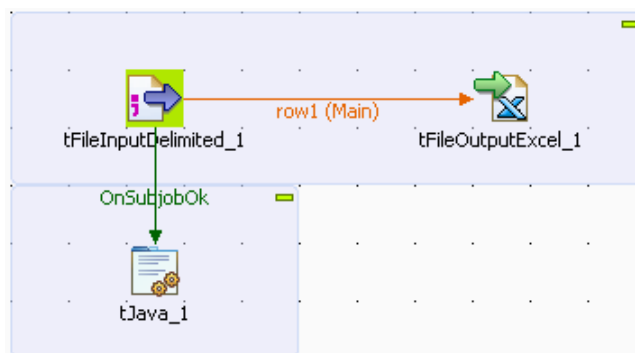 row1 (Main)
tFileInputDelimited_1
tFileOutputExcel_1
OnSubjobOk
tJava_1